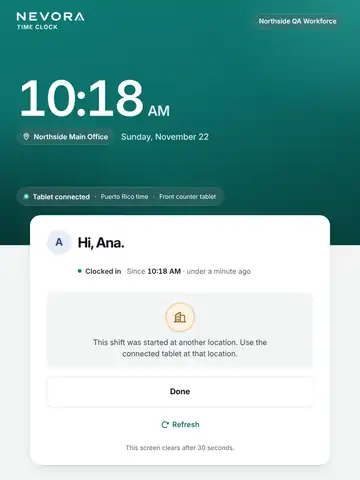 NEVORA
TIME CLOCK
Northside QA Workforce
10:18 AM
Northside Main Office
Sunday, November 22
Tablet connected · Puerto Rico time · Front counter tablet
A
Hi, Ana.
Clocked in Since 10:18 AM · under a minute ago
This shift was started at another location. Use the
connected tablet at that location.
Done
Refresh
This screen clears after 30 seconds.